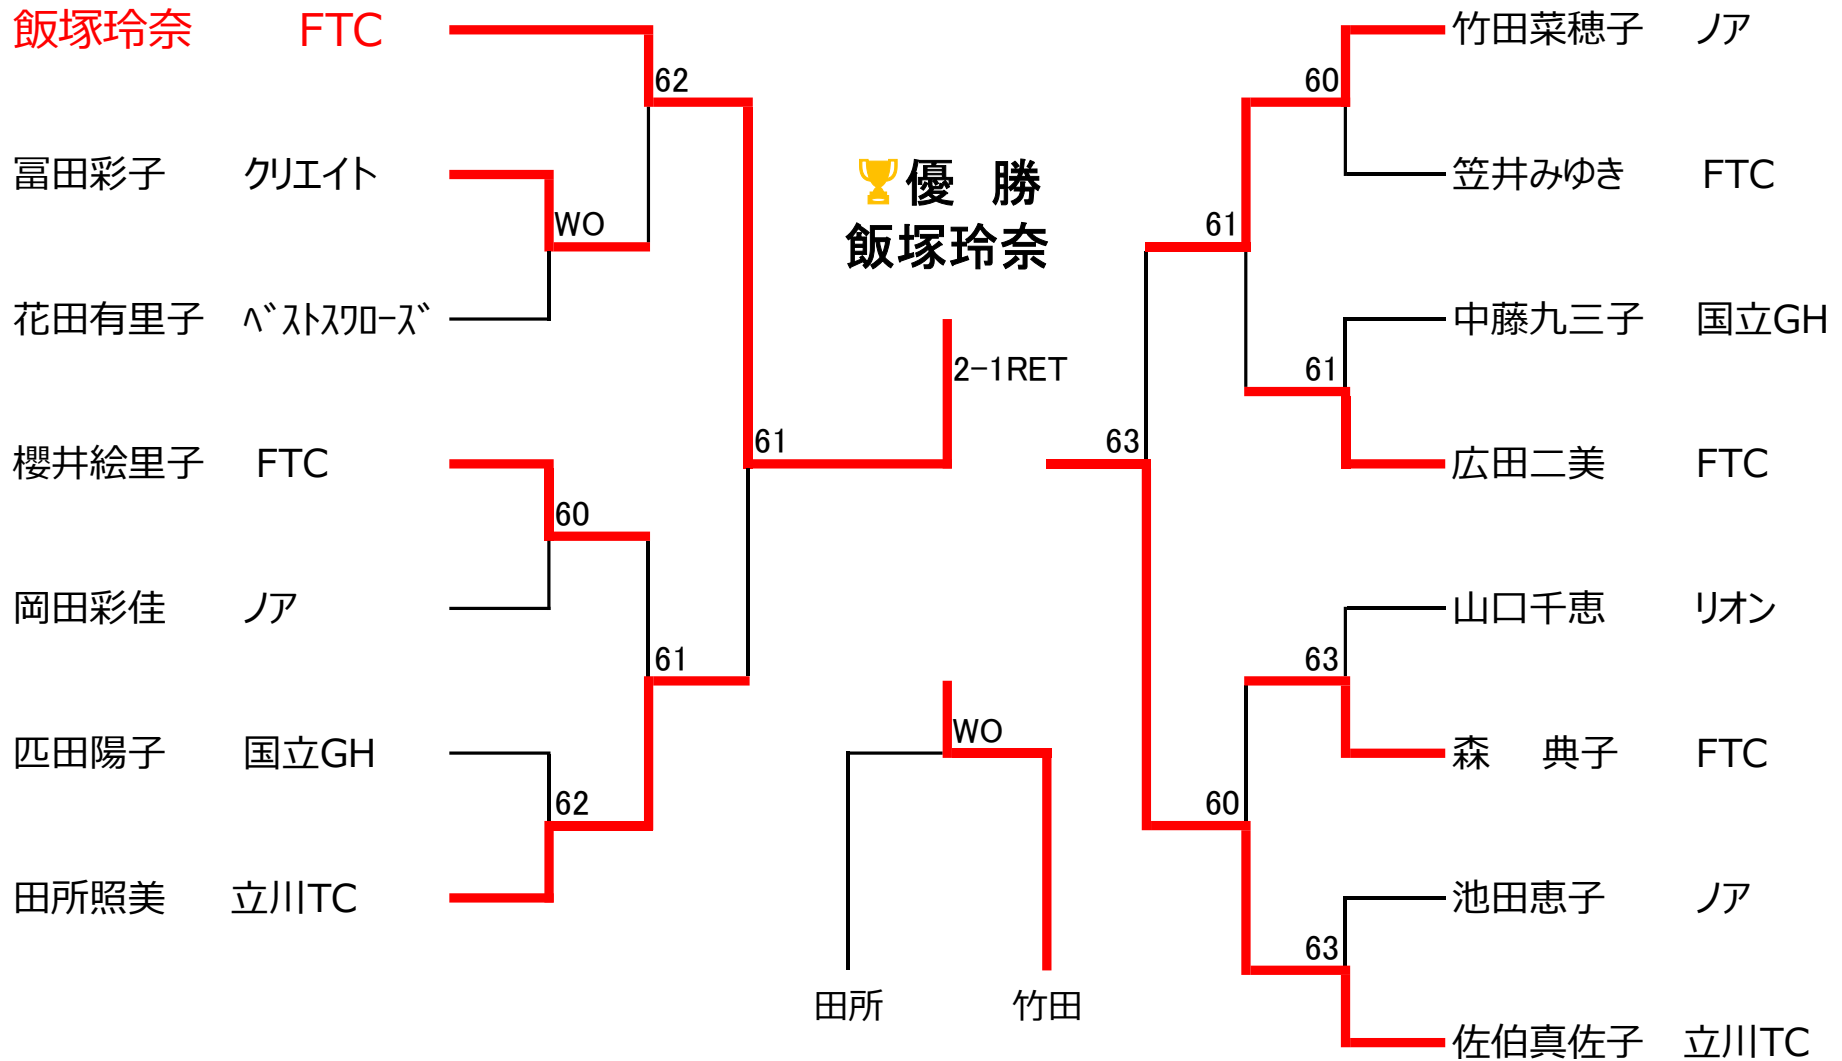 飯塚玲奈 FTC
62
冨田彩子 クリエイト
WO
花田有里子 ﾍﾞｽﾄｽﾜﾛｰｽﾞ
61
櫻井絵里子 FTC
60
岡田彩佳 ノア
61
匹田陽子 国立GH
62
田所照美 立川TC
🏆優 勝
飯塚玲奈
2-1RET
WO
田所 竹田
竹田菜穂子 ノア
60
笠井みゆき FTC
61
中藤九三子 国立GH
61
広田二美 FTC
63
山口千恵 リオン
63
森 典子 FTC
60
池田恵子 ノア
63
佐伯真佐子 立川TC